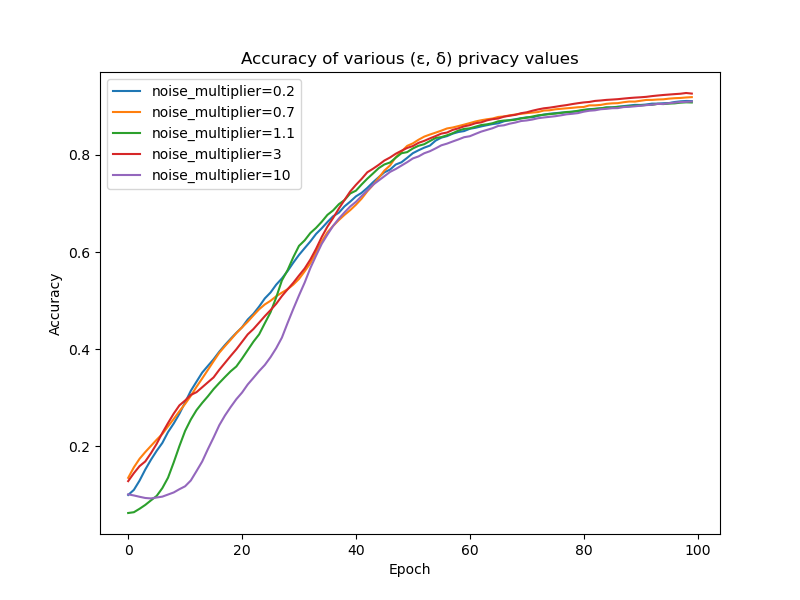 Accuracy of various (ε, δ) privacy values
noise_multiplier=0.2
noise_multiplier=0.7
noise_multiplier=1.1
noise_multiplier=3
noise_multiplier=10
0.8
0.6
0.4
0.2
Accuracy
0 20 40 60 80 100
Epoch